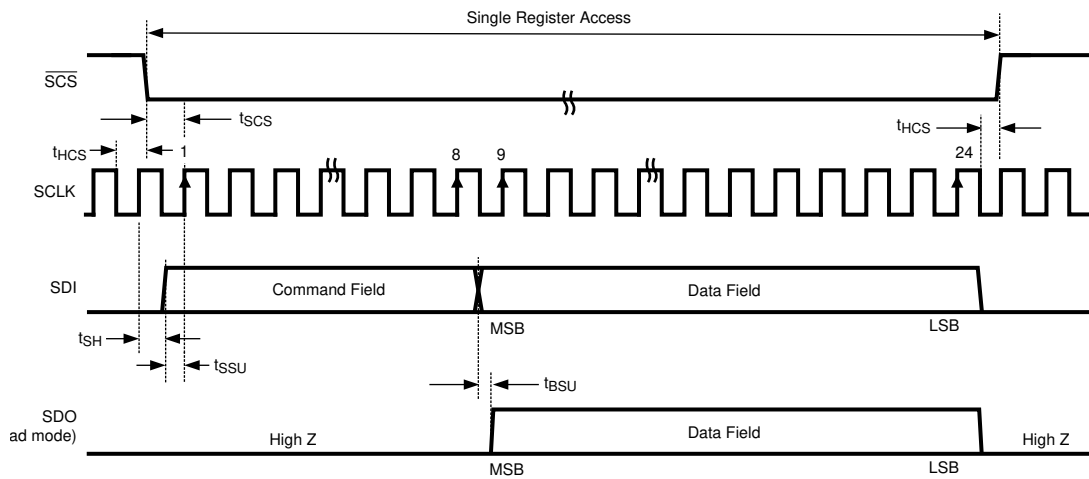 Single Register Access
SCS
tSCS
tHCS
tHCS
1
8
9
24
SCLK
SDI
Command Field
Data Field
MSB
LSB
tSH
tSSU
tBSU
SDO
ad mode)
High Z
Data Field
High Z
MSB
LSB